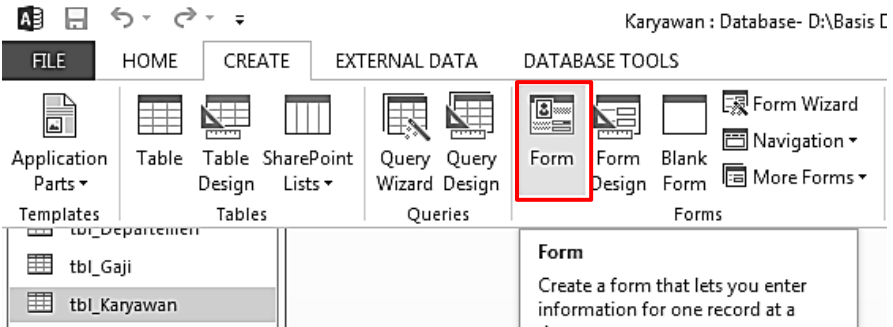 Karyawan : Database- D:\Basis D
FILE HOME CREATE EXTERNAL DATA DATABASE TOOLS
Application Parts
Table
Table Design
SharePoint Lists
Query Wizard
Query Design
Form
Form Design
Blank Form
Form Wizard
Navigation
More Forms
Templates Tables Queries Forms
tbl_Departemen
tbl_Gaji
tbl_Karyawan
Form
Create a form that lets you enter
information for one record at a